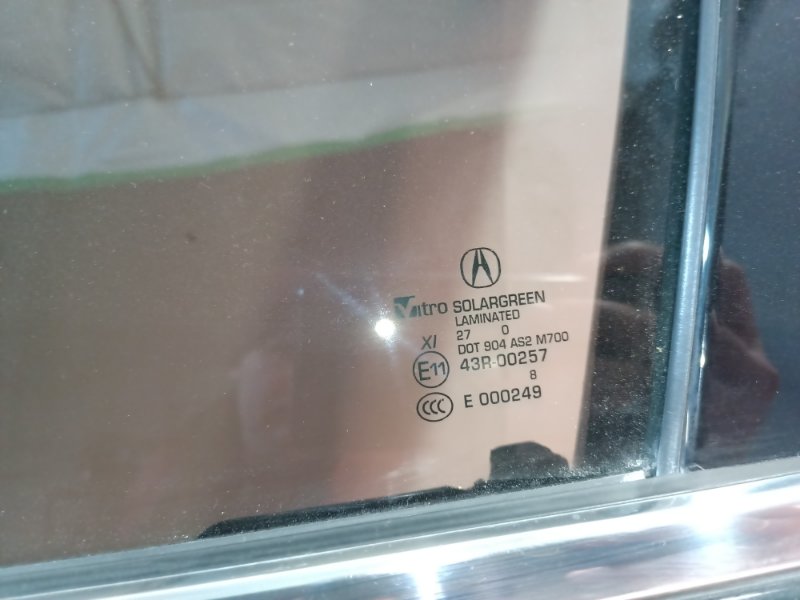 Vitro SOLARGREEN
LAMINATED
27 0
XI DOT 904 AS2 M700
E11 43R-00257
8
CCC E 000249